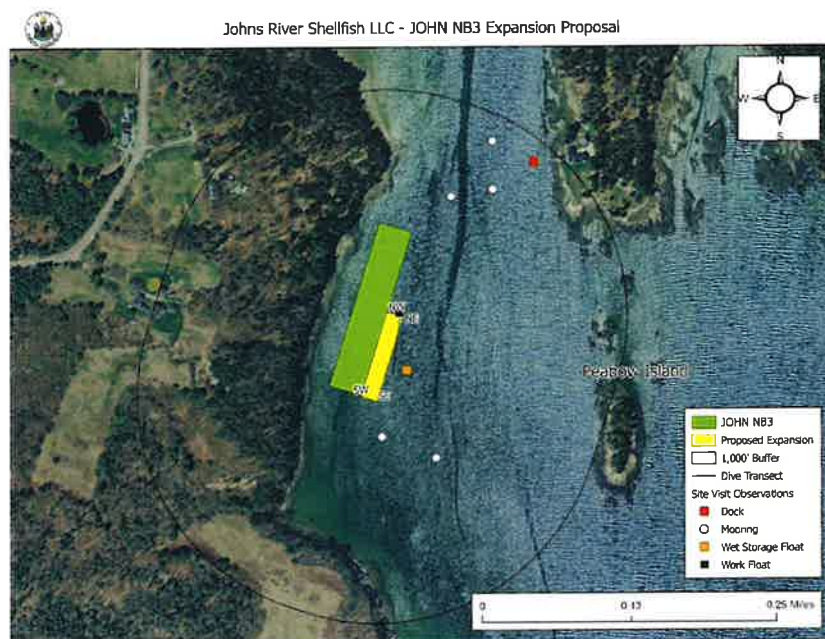 Johns River Shellfish LLC - JOHN NB3 Expansion Proposal
N
W E
S
NW
NE
Peabow Island
SW
SE
JOHN NB3
Proposed Expansion
1,000' Buffer
Dive Transect
Site Visit Observations
Dock
Mooring
Wet Storage Float
Work Float
0 0.13 0.25 Miles